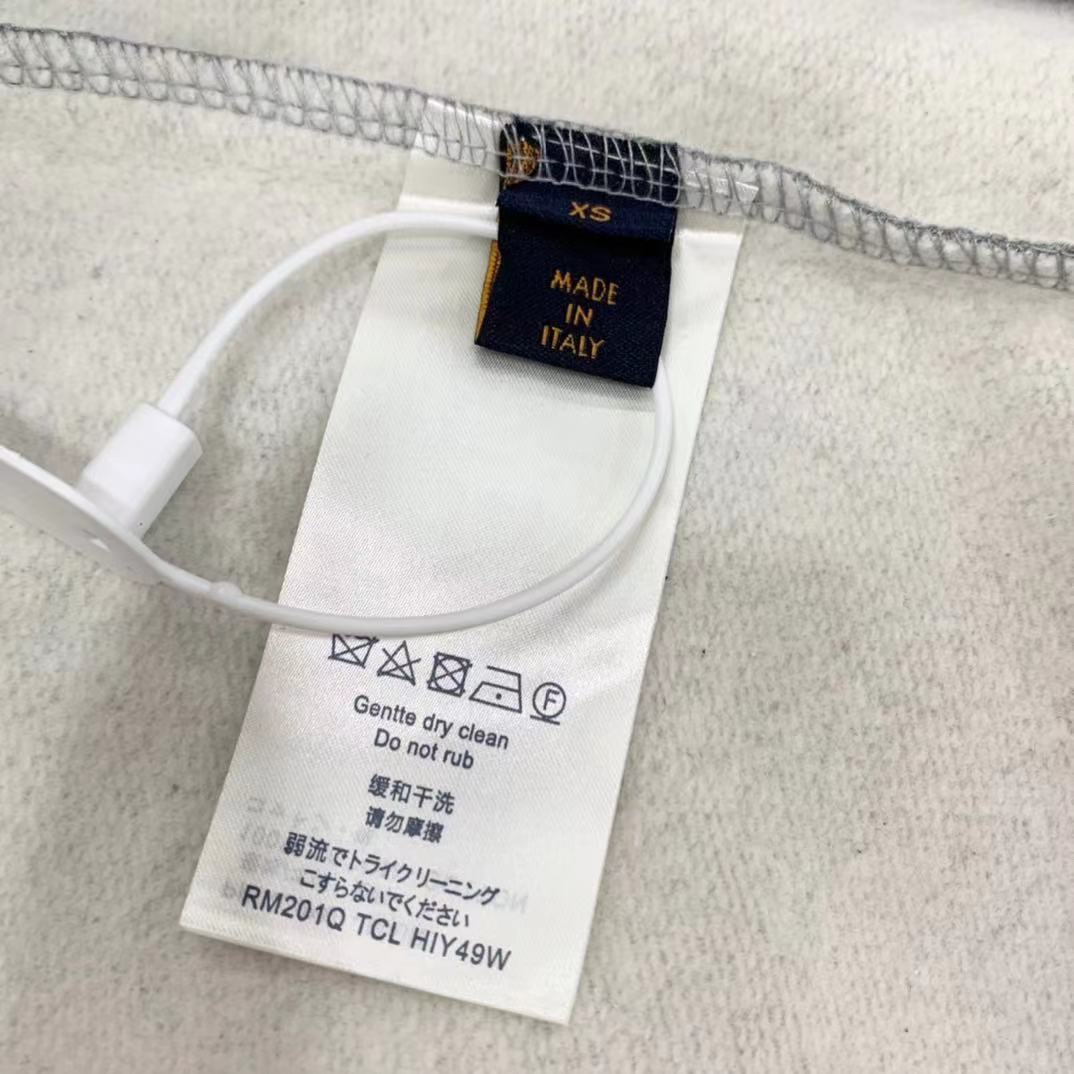 XS
MADE
IN
ITALY
F
Gentte dry clean
Do not rub
缓和干洗
请勿摩擦
弱流でトライクリーニング
こすらないでください
RM201Q TCL HIY49W